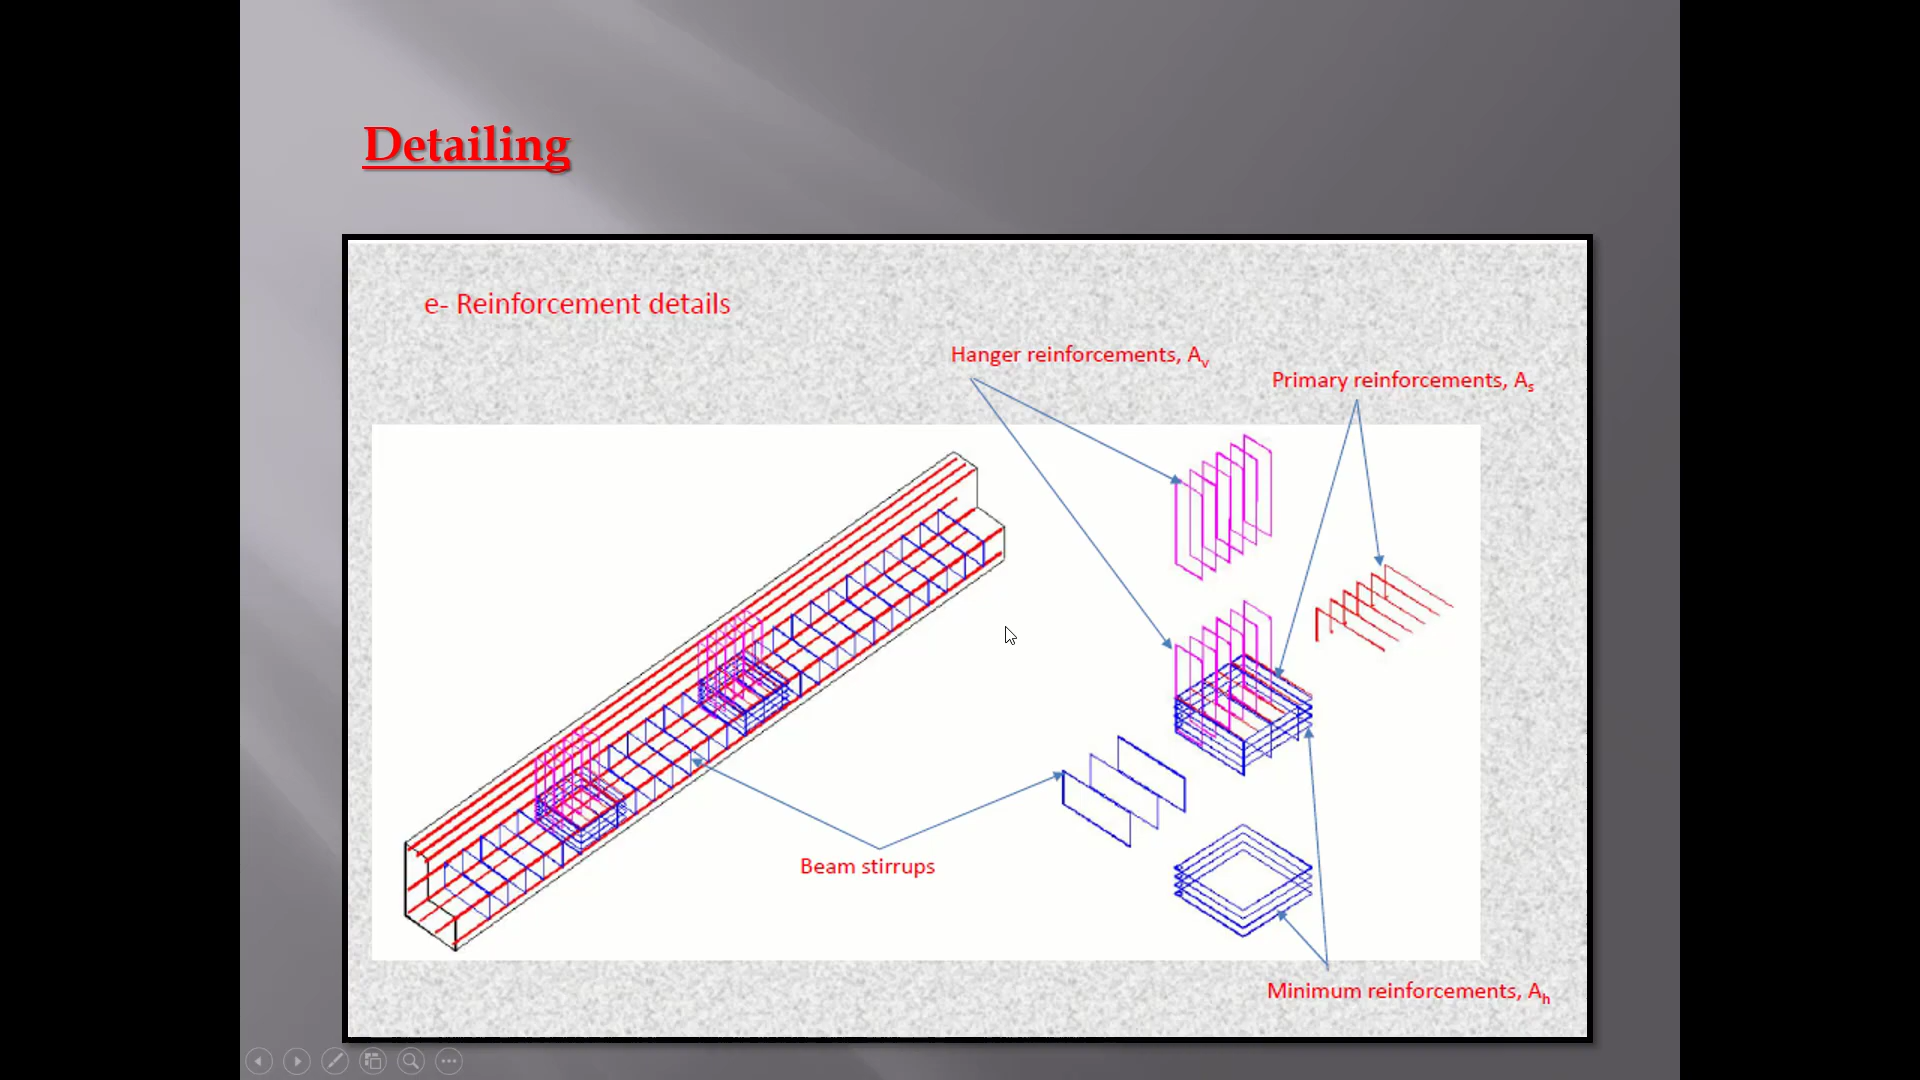 Detailing
e- Reinforcement details
Hanger reinforcements, Av
Primary reinforcements, As
Beam stirrups
Minimum reinforcements, Ah